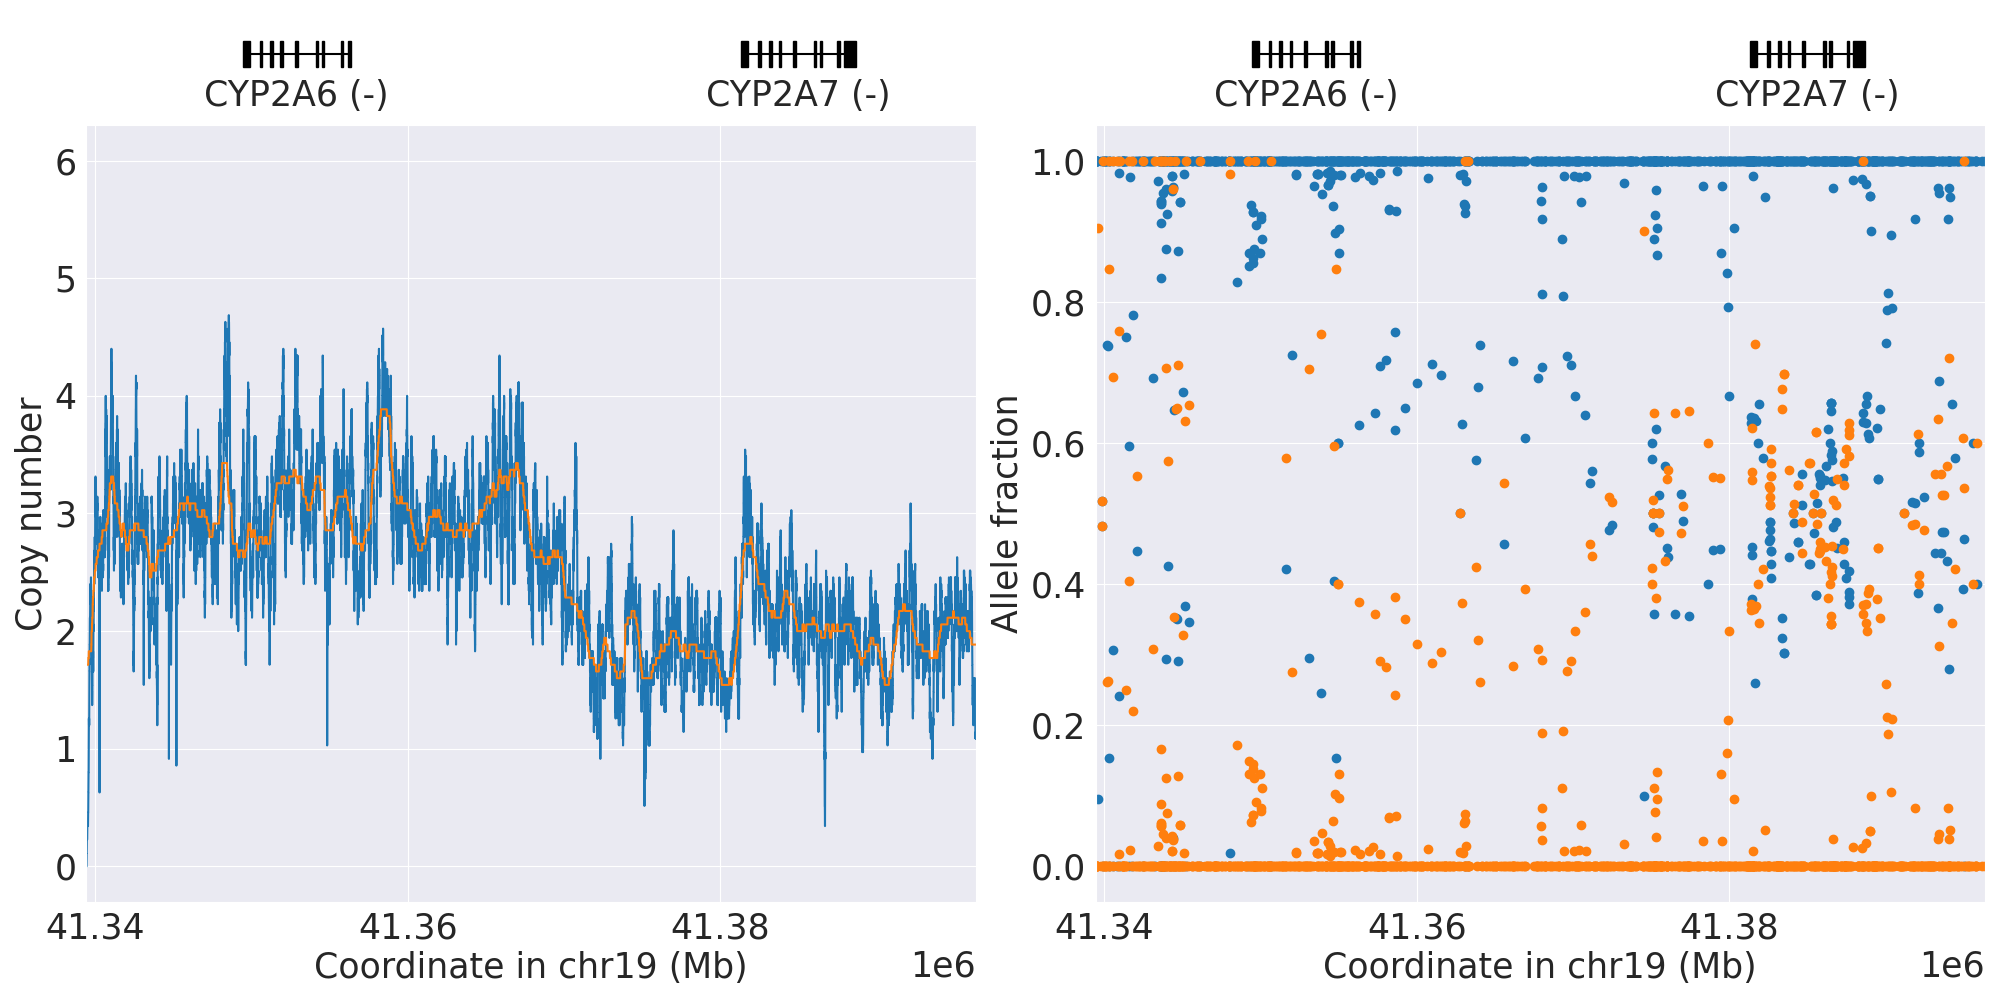 CYP2A6 (-)
CYP2A7 (-)
6
5
4
3
2
1
0
Copy number
41.34
41.36
41.38
Coordinate in chr19 (Mb)
1e6
CYP2A6 (-)
CYP2A7 (-)
1.0
0.8
0.6
0.4
0.2
0.0
Allele fraction
41.34
41.36
41.38
Coordinate in chr19 (Mb)
1e6